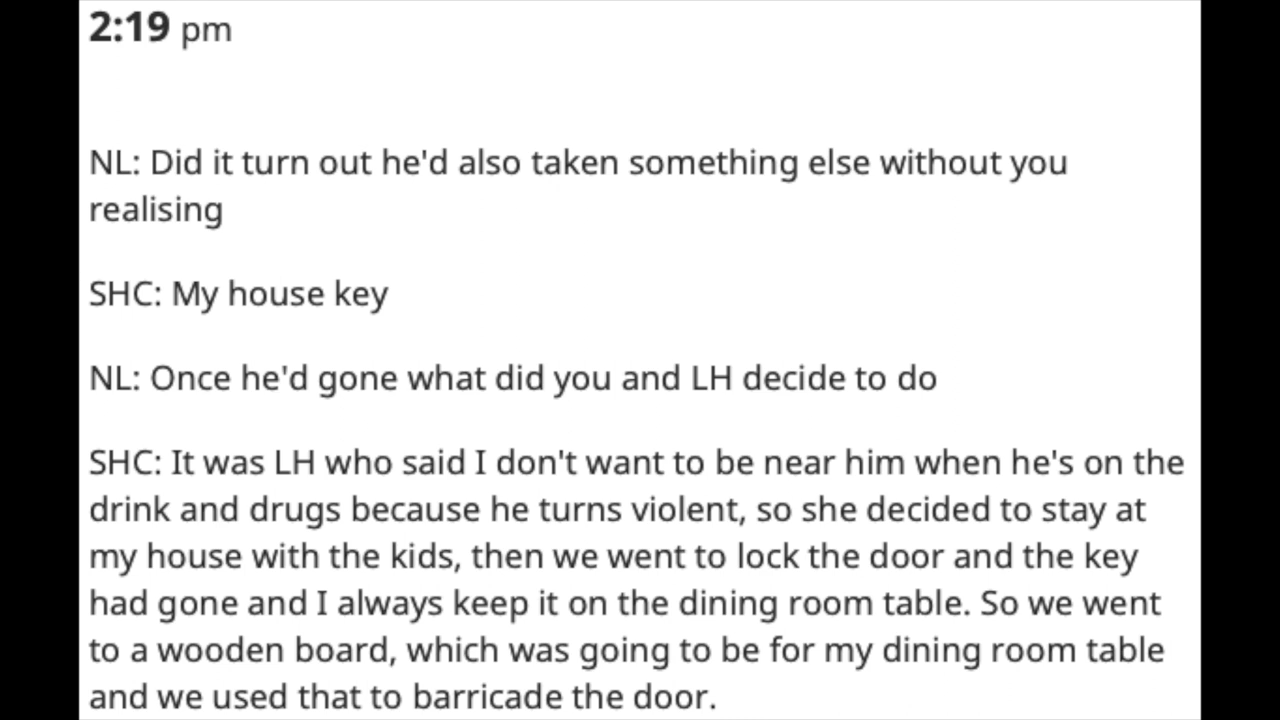 2:19 pm
NL: Did it turn out he'd also taken something else without you
realising
SHC: My house key
NL: Once he'd gone what did you and LH decide to do
SHC: It was LH who said I don't want to be near him when he's on the
drink and drugs because he turns violent, so she decided to stay at
my house with the kids, then we went to lock the door and the key
had gone and I always keep it on the dining room table. So we went
to a wooden board, which was going to be for my dining room table
and we used that to barricade the door.